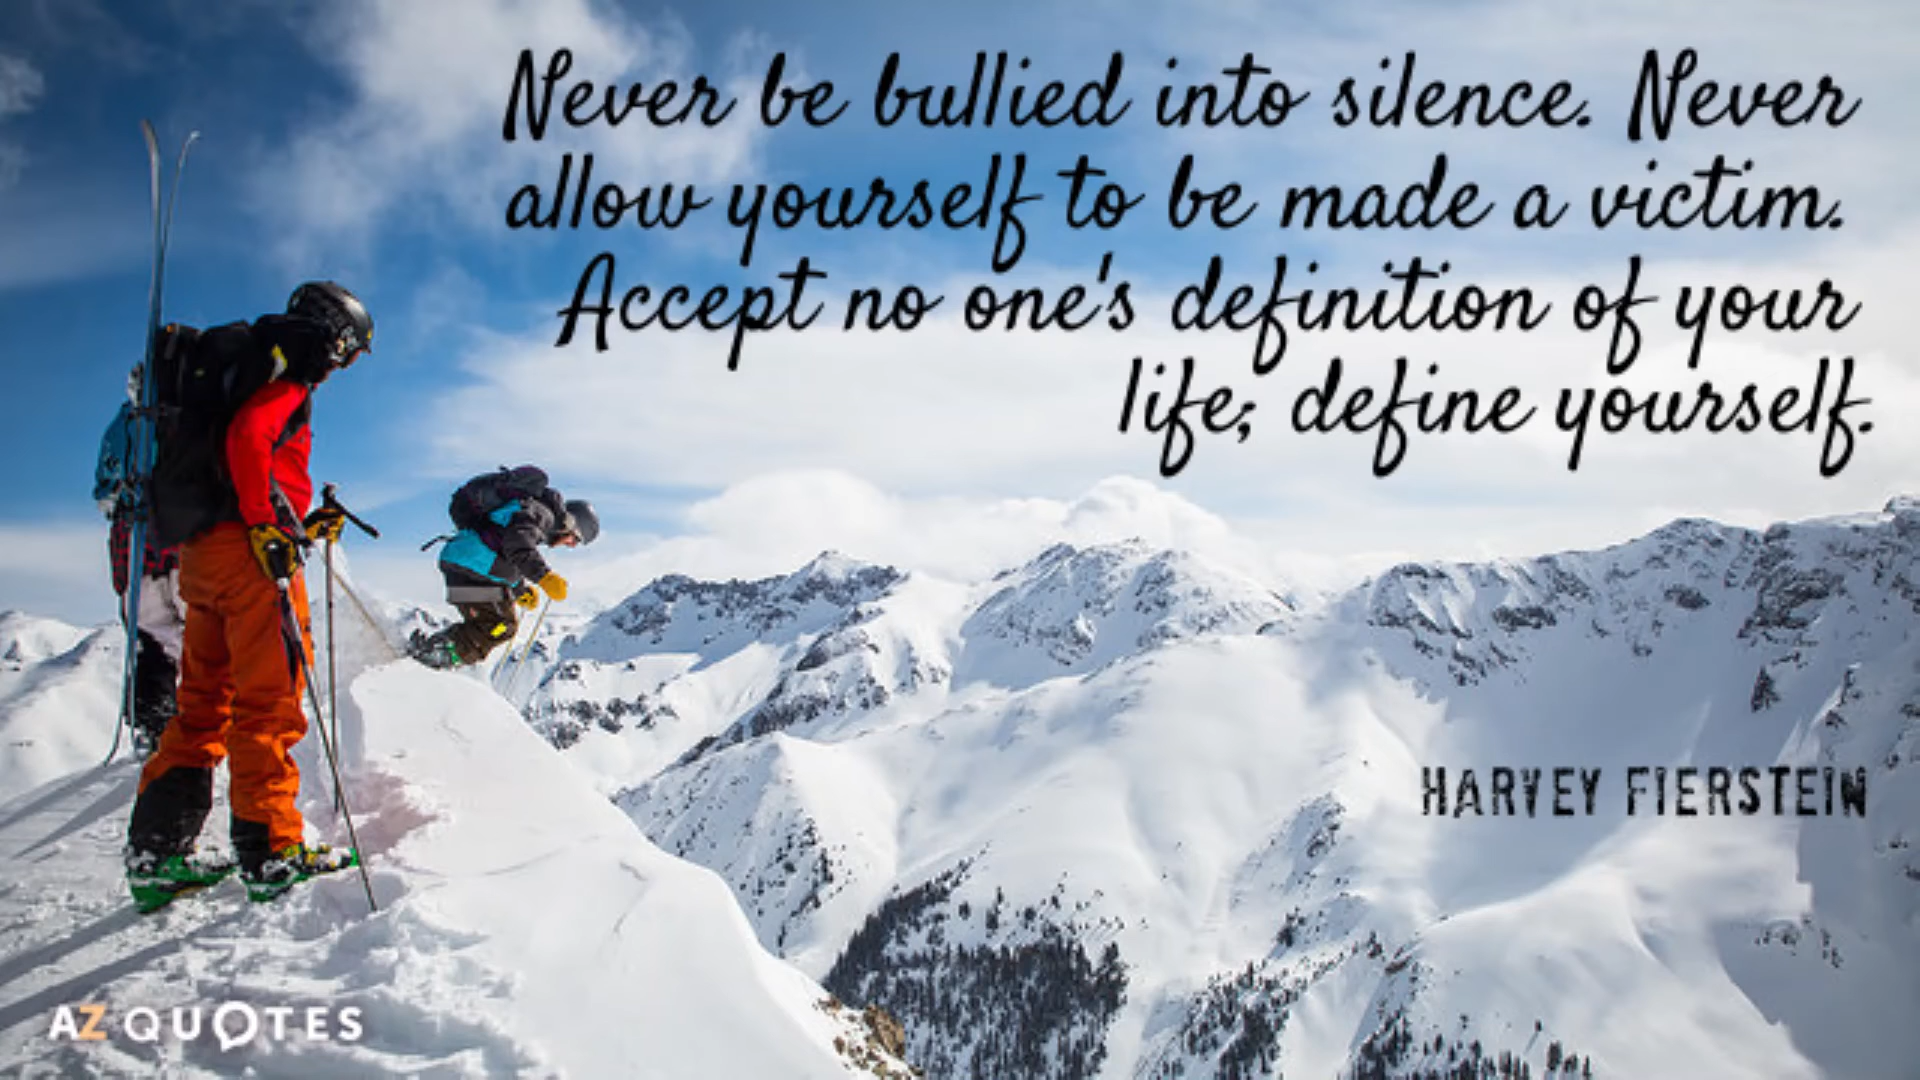 Never be bullied into silence. Never
allow yourself to be made a victim.
Accept no one's definition of your
life; define yourself.
HARVEY FIERSTEIN
AZ QUOTES